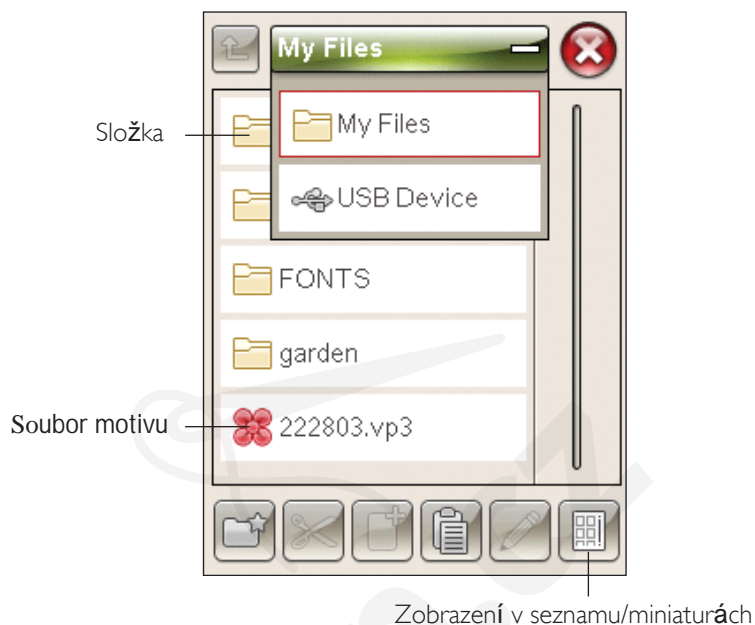 My Files
Složka
My Files
USB Device
FONTS
garden
Soubor motivu
222803.vp3
Zobrazení v seznamu/miniaturách